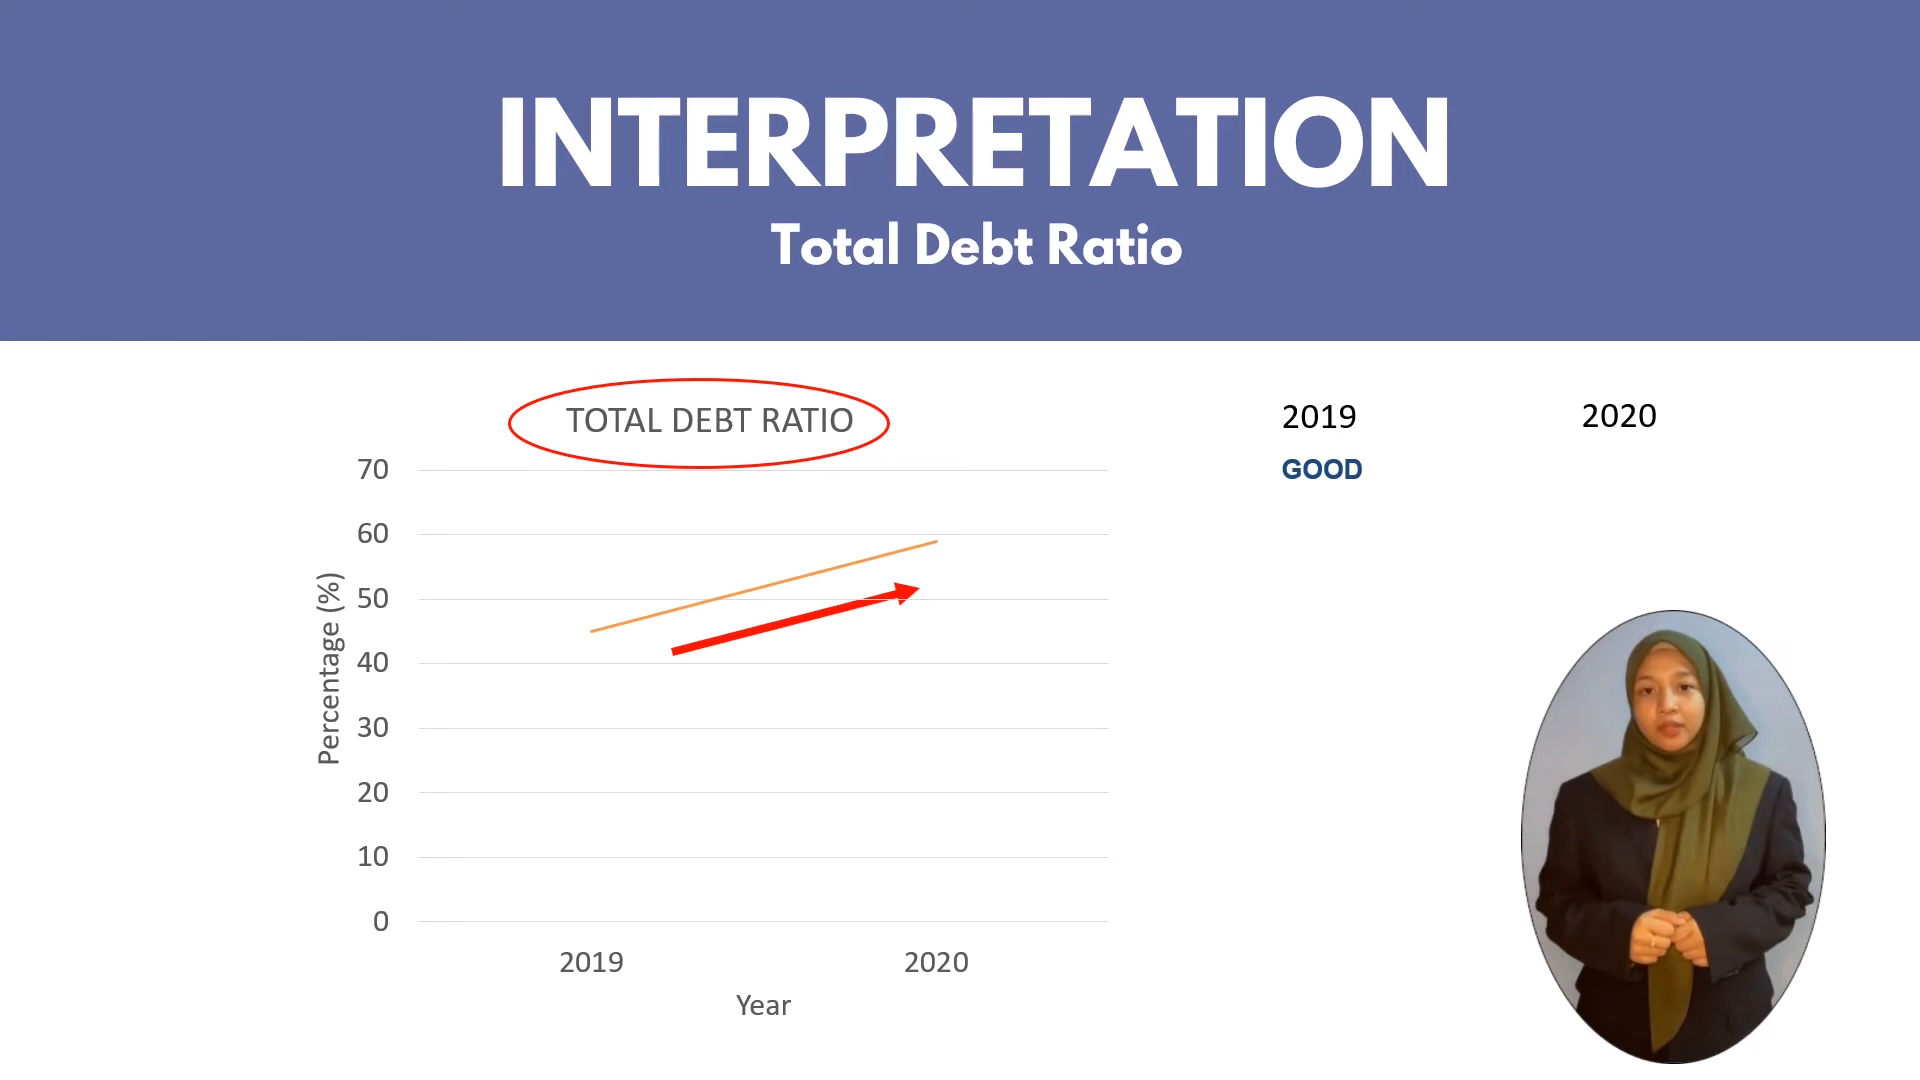 INTERPRETATION
Total Debt Ratio
TOTAL DEBT RATIO
2019 2020
GOOD
70
60
50
40
30
20
10
0
Percentage (%)
2019 2020
Year